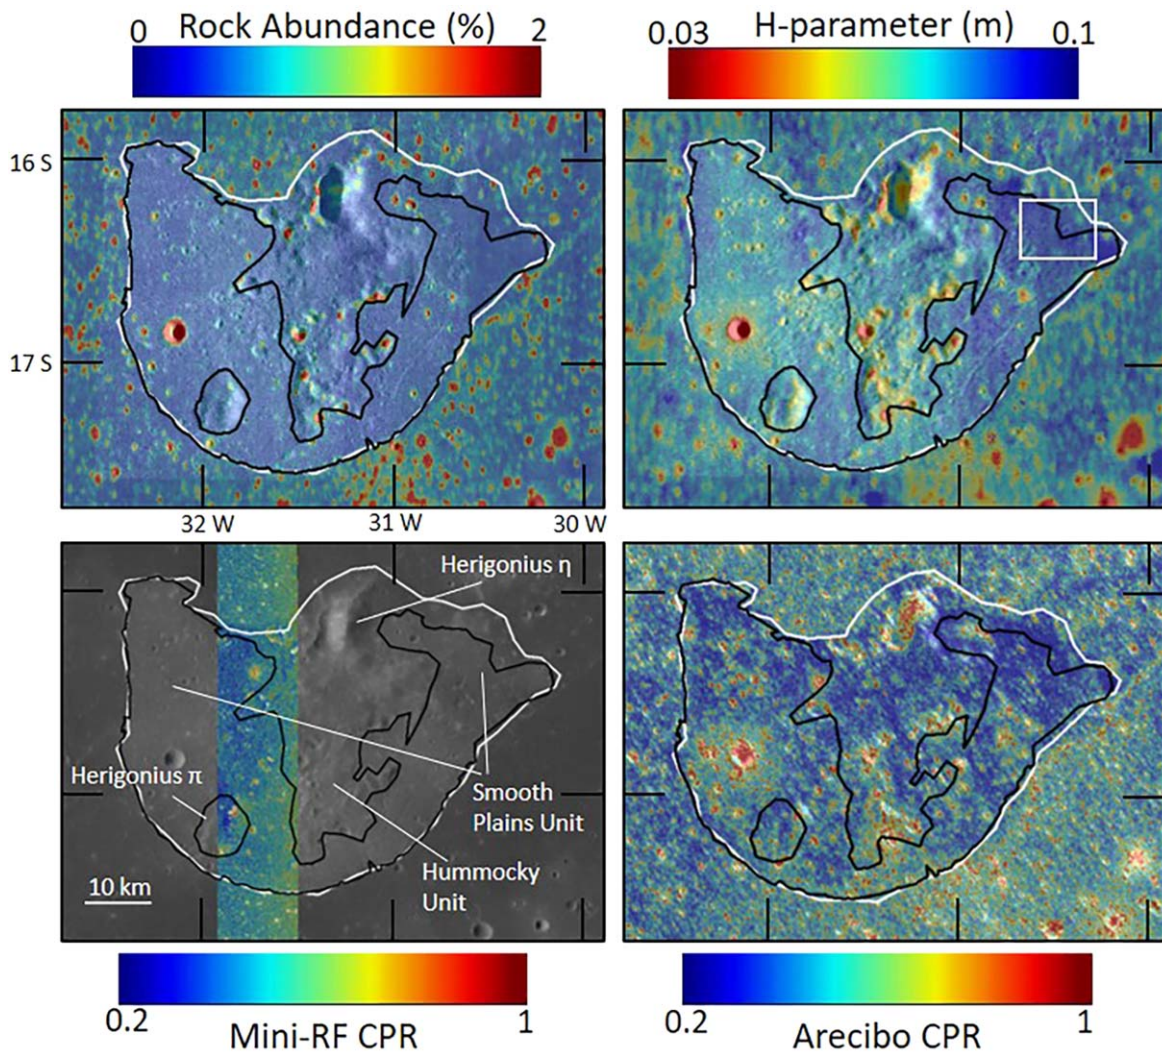 Rock Abundance (%)
0
2
H-parameter (m)
0.03
0.1
16 S
17 S
32 W
31 W
30 W
Herigonius η
Herigonius π
Smooth
Plains Unit
Hummocky
Unit
10 km
0.2
1
Mini-RF CPR
0.2
1
Arecibo CPR